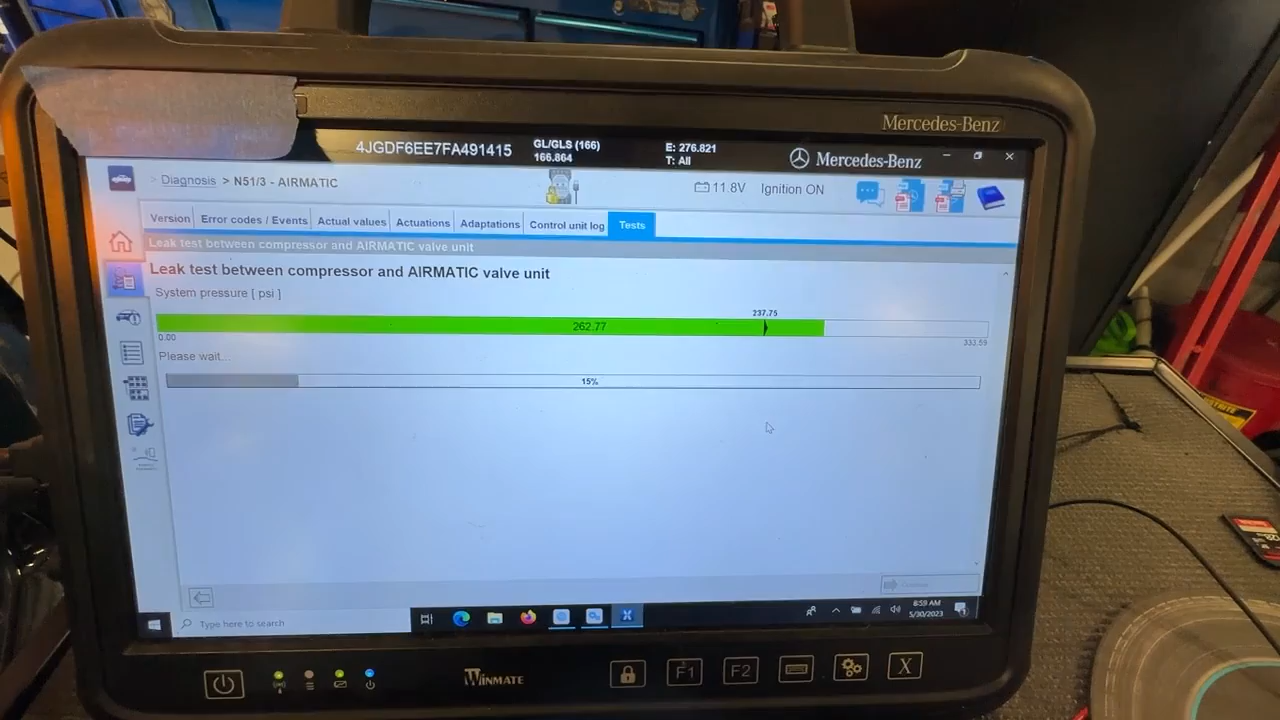 Mercedes-Benz
4JGDF6EE7FA491415
GL/GLS (166)
166.864
E: 276.821
T: All
Mercedes-Benz
> Diagnosis > N51/3 - AIRMATIC
11.8V
Ignition ON
Version
Error codes / Events
Actual values
Actuations
Adaptations
Control unit log
Tests
Leak test between compressor and AIRMATIC valve unit
Leak test between compressor and AIRMATIC valve unit
System pressure [ psi ]
237.75
262.77
0.00
333.59
Please wait...
15%
Type here to search
8:59 AM
5/30/2023
WINMATE
F1
F2
X